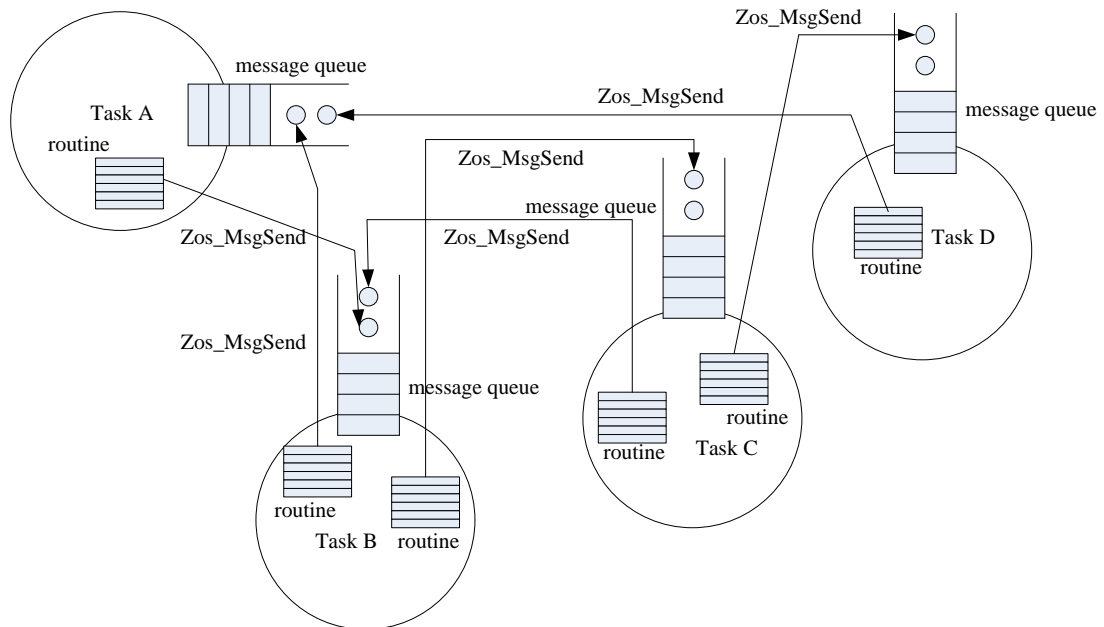 Zos_MsgSend
message queue
Zos_MsgSend
Task A
message queue
routine
Zos_MsgSend
message queue
Zos_MsgSend
Zos_MsgSend
Task D
routine
Zos_MsgSend
message queue
routine
Task C
routine
routine
Task B
routine